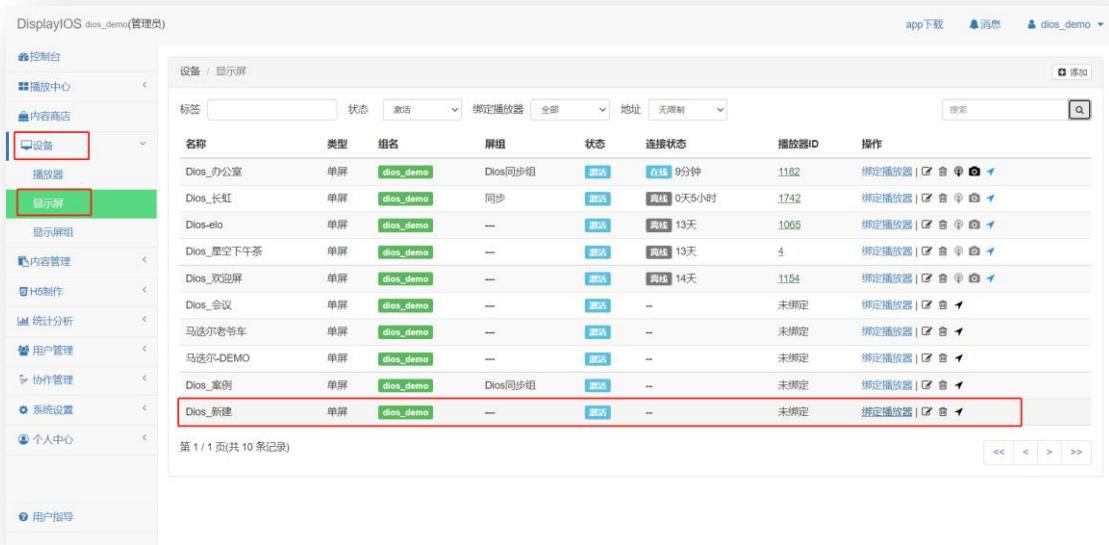 DisplayIOS dios_demo(管理员) app下载 消息 dios_demo
控制台
播放中心
内容商店
设备
播放器
显示屏
显示屏组
内容管理
H5制作
统计分析
用户管理
协作管理
系统设置
个人中心
用户指导
设备 / 显示屏 添加
标签 状态 激活 绑定播放器 全部 地址 无限制 搜索
名称 类型 组名 屏组 状态 连接状态 播放器ID 操作
Dios_办公室 单屏 dios_demo Dios同步组 激活 在线 9分钟 1182 绑定播放器 |
Dios_长虹 单屏 dios_demo 同步 激活 离线 0天5小时 1742 绑定播放器 |
Dios-elo 单屏 dios_demo --- 激活 离线 13天 1065 绑定播放器 |
Dios_星空下午茶 单屏 dios_demo --- 激活 离线 13天 4 绑定播放器 |
Dios_欢迎屏 单屏 dios_demo --- 激活 离线 14天 1154 绑定播放器 |
Dios_会议 单屏 dios_demo --- 激活 -- 未绑定 绑定播放器 |
马迭尔老爷车 单屏 dios_demo --- 激活 -- 未绑定 绑定播放器 |
马迭尔-DEMO 单屏 dios_demo --- 激活 -- 未绑定 绑定播放器 |
Dios_案例 单屏 dios_demo Dios同步组 激活 -- 未绑定 绑定播放器 |
Dios_新建 单屏 dios_demo --- 激活 -- 未绑定 绑定播放器 |
第 1 / 1 页(共 10 条记录) << < > >>